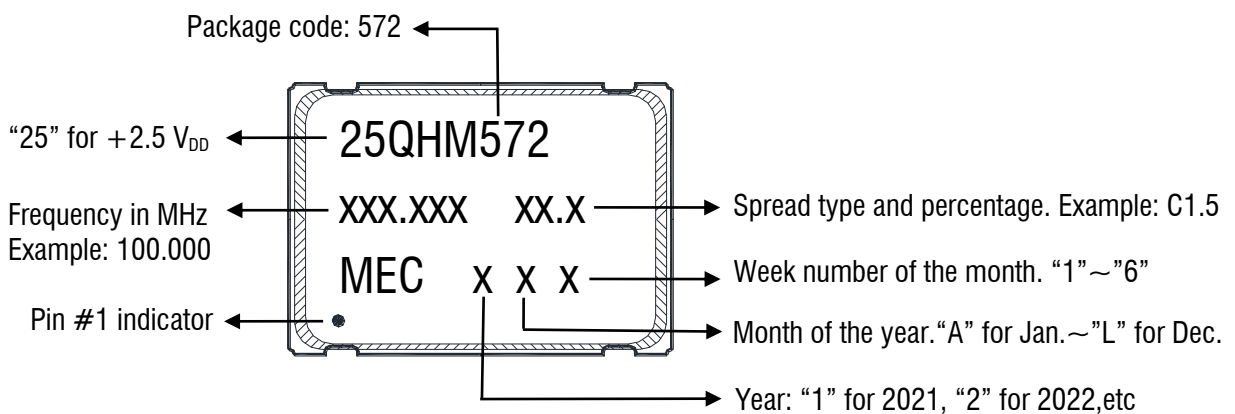 Package code: 572
“25” for +2.5 VDD
25QHM572
Frequency in MHz
Example: 100.000
XXX.XXX XX.X
Spread type and percentage. Example: C1.5
MEC X X X
Week number of the month. “1”~”6”
Pin #1 indicator
Month of the year.“A” for Jan.~”L” for Dec.
Year: “1” for 2021, “2” for 2022,etc